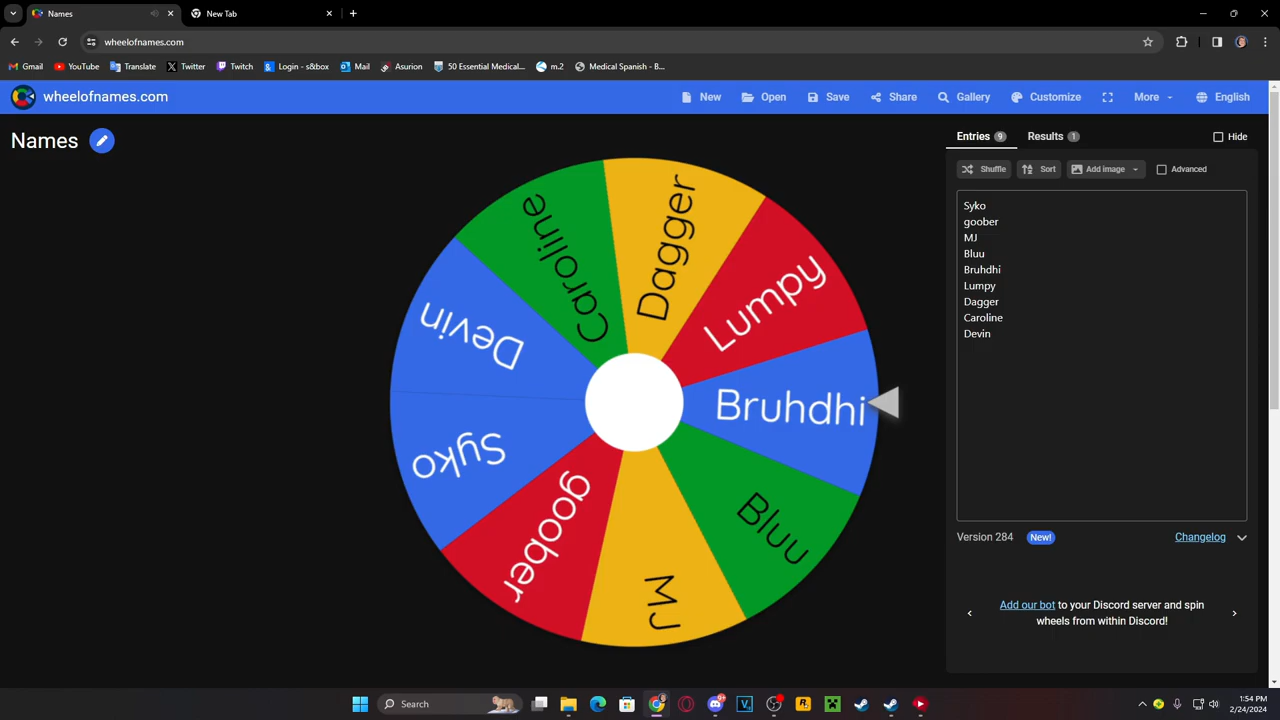 Names
New Tab
wheelofnames.com
Gmail YouTube Translate Twitter Twitch Login - s&box Mail Asurion 50 Essential Medical... m.2 Medical Spanish - B...
wheelofnames.com New Open Save Share Gallery Customize More English
Names
Entries 9 Results 1 Hide
Shuffle Sort Add image Advanced
Syko
goober
MJ
Bluu
Bruhdhi
Lumpy
Dagger
Caroline
Devin
Dagger
Lumpy
Bruhdhi
Bluu
MJ
goober
Syko
Devin
Caroline
Version 284 New! Changelog
Add our bot to your Discord server and spin
wheels from within Discord!
Search
1:54 PM
2/24/2024